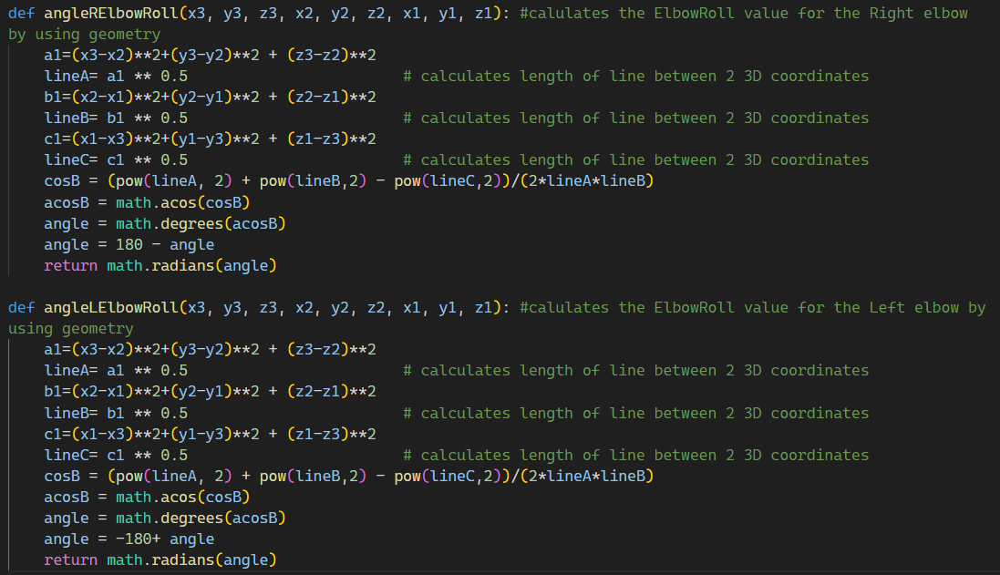 def angleRElbowRoll(x3, y3, z3, x2, y2, z2, x1, y1, z1): #calulates the ElbowRoll value for the Right elbow
by using geometry
    a1=(x3-x2)**2+(y3-y2)**2 + (z3-z2)**2
    lineA= a1 ** 0.5                        # calculates length of line between 2 3D coordinates
    b1=(x2-x1)**2+(y2-y1)**2 + (z2-z1)**2
    lineB= b1 ** 0.5                        # calculates length of line between 2 3D coordinates
    c1=(x1-x3)**2+(y1-y3)**2 + (z1-z3)**2
    lineC= c1 ** 0.5                        # calculates length of line between 2 3D coordinates
    cosB = (pow(lineA, 2) + pow(lineB,2) - pow(lineC,2))/(2*lineA*lineB)
    acosB = math.acos(cosB)
    angle = math.degrees(acosB)
    angle = 180 - angle
    return math.radians(angle)

def angleLElbowRoll(x3, y3, z3, x2, y2, z2, x1, y1, z1): #calulates the ElbowRoll value for the Left elbow by
using geometry
    a1=(x3-x2)**2+(y3-y2)**2 + (z3-z2)**2
    lineA= a1 ** 0.5                        # calculates length of line between 2 3D coordinates
    b1=(x2-x1)**2+(y2-y1)**2 + (z2-z1)**2
    lineB= b1 ** 0.5                        # calculates length of line between 2 3D coordinates
    c1=(x1-x3)**2+(y1-y3)**2 + (z1-z3)**2
    lineC= c1 ** 0.5                        # calculates length of line between 2 3D coordinates
    cosB = (pow(lineA, 2) + pow(lineB,2) - pow(lineC,2))/(2*lineA*lineB)
    acosB = math.acos(cosB)
    angle = math.degrees(acosB)
    angle = -180+ angle
    return math.radians(angle)